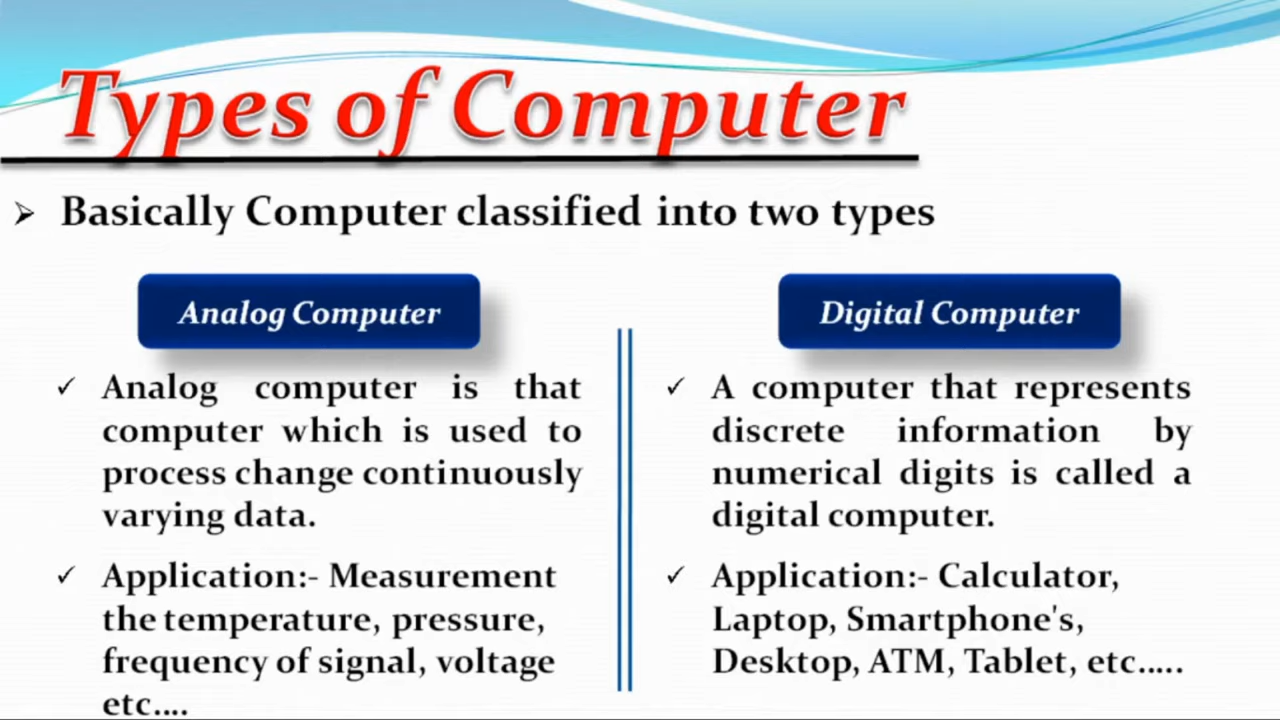 Types of Computer
Basically Computer classified into two types
Analog Computer
Analog computer is that
computer which is used to
process change continuously
varying data.
Application:- Measurement
the temperature, pressure,
frequency of signal, voltage
etc....
Digital Computer
A computer that represents
discrete information by
numerical digits is called a
digital computer.
Application:- Calculator,
Laptop, Smartphone's,
Desktop, ATM, Tablet, etc.....